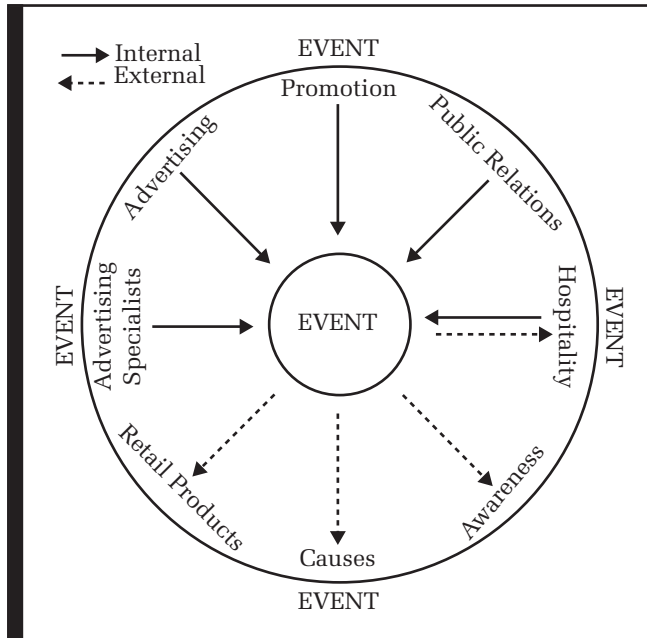 EVENT
Internal
External
Promotion
Advertising
Public Relations
EVENT
Advertising
Specialists
EVENT
Hospitality
EVENT
Retail Products
Awareness
Causes
EVENT